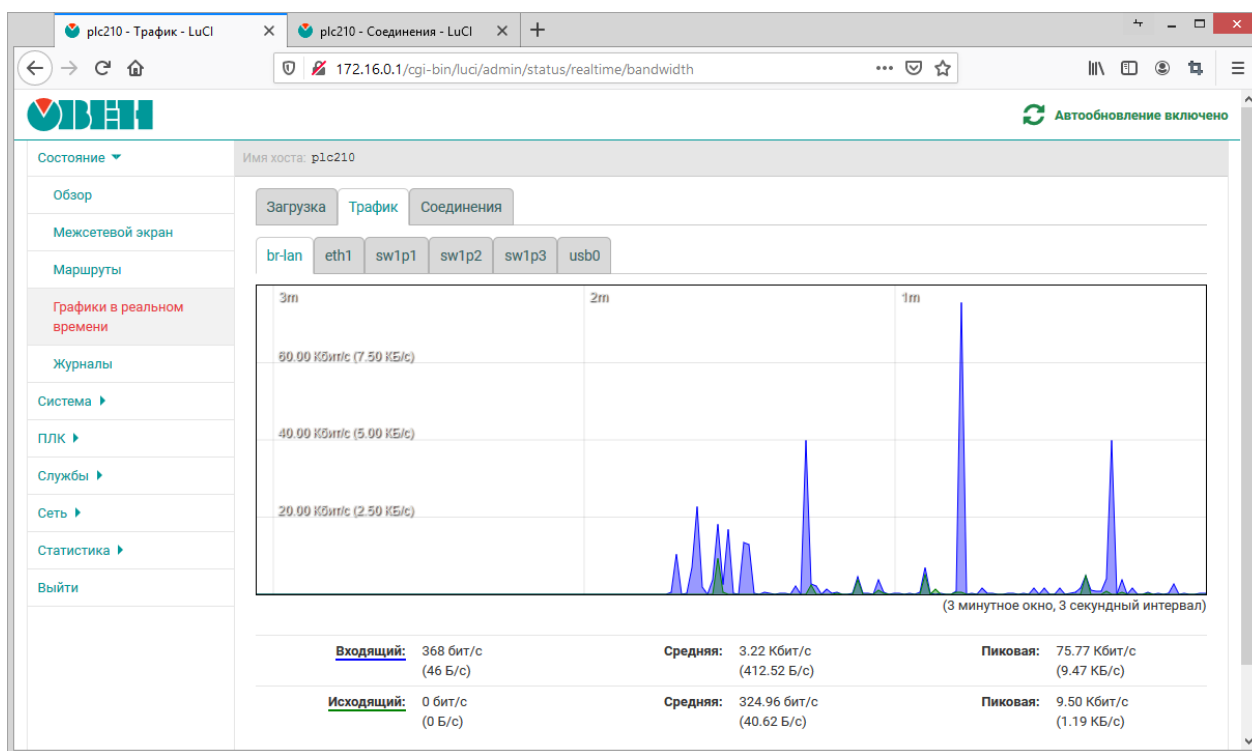 plc210 - Трафик - LuCI
plc210 - Соединения - LuCI
172.16.0.1/cgi-bin/luci/admin/status/realtime/bandwidth
ОВЕН
Автообновление включено
Состояние
Обзор
Межсетевой экран
Маршруты
Графики в реальном
времени
Журналы
Система
ПЛК
Службы
Сеть
Статистика
Выйти
Имя хоста: plc210
Загрузка Трафик Соединения
br-lan eth1 sw1p1 sw1p2 sw1p3 usb0
3m 2m 1m
60.00 Кбит/с (7.50 КБ/с)
40.00 Кбит/с (5.00 КБ/с)
20.00 Кбит/с (2.50 КБ/с)
(3 минутное окно, 3 секундный интервал)
Входящий: 368 бит/с Средняя: 3.22 Кбит/с Пиковая: 75.77 Кбит/с
(46 Б/с) (412.52 Б/с) (9.47 КБ/с)
Исходящий: 0 бит/с Средняя: 324.96 бит/с Пиковая: 9.50 Кбит/с
(0 Б/с) (40.62 Б/с) (1.19 КБ/с)